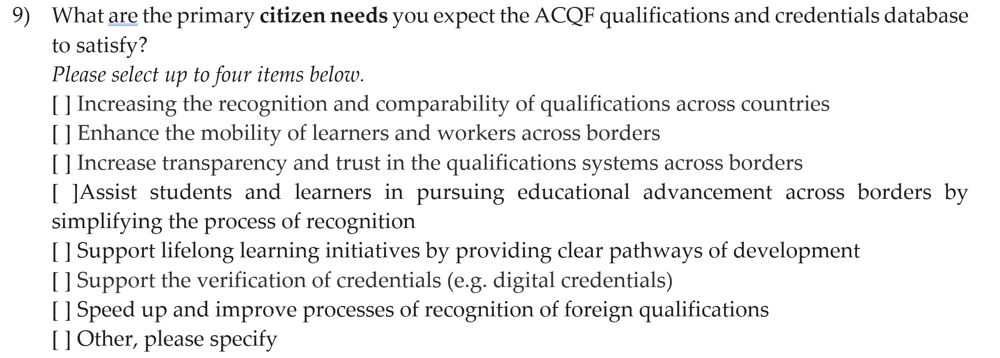 9) What are the primary citizen needs you expect the ACQF qualifications and credentials database
to satisfy?
Please select up to four items below.
[ ] Increasing the recognition and comparability of qualifications across countries
[ ] Enhance the mobility of learners and workers across borders
[ ] Increase transparency and trust in the qualifications systems across borders
[ ]Assist students and learners in pursuing educational advancement across borders by
simplifying the process of recognition
[ ] Support lifelong learning initiatives by providing clear pathways of development
[ ] Support the verification of credentials (e.g. digital credentials)
[ ] Speed up and improve processes of recognition of foreign qualifications
[ ] Other, please specify